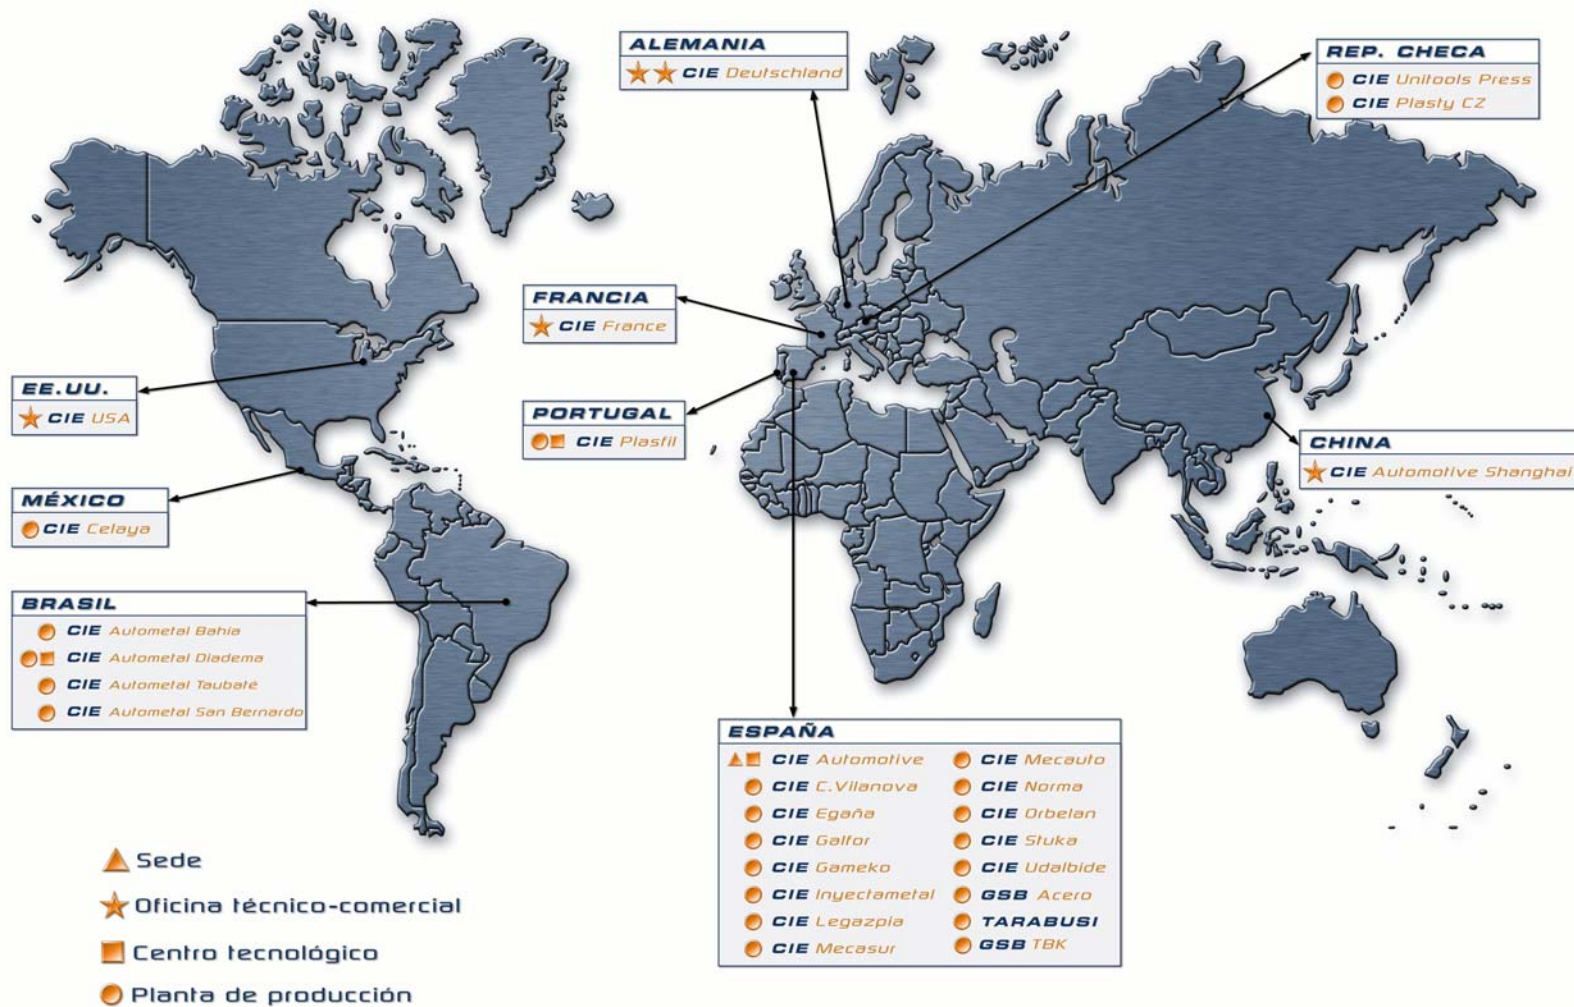 ALEMANIA
CIE Deutschland
REP. CHECA
CIE Unitools Press
CIE Plasty CZ
FRANCIA
CIE France
EE.UU.
CIE USA
PORTUGAL
CIE Plasfil
CHINA
CIE Automotive Shanghai
MÉXICO
CIE Celaya
BRASIL
CIE Autometal Bahía
CIE Autometal Diadema
CIE Autometal Taubaté
CIE Autometal San Bernardo
ESPAÑA
CIE Automotive
CIE C.Vilanova
CIE Egaña
CIE Galfor
CIE Gameko
CIE Inyectametal
CIE Legazpia
CIE Mecasur
CIE Mecauto
CIE Norma
CIE Orbelan
CIE Stuka
CIE Udalbide
GSB Acero
TARABUSI
GSB TBK
Sede
Oficina técnico-comercial
Centro tecnológico
Planta de producción